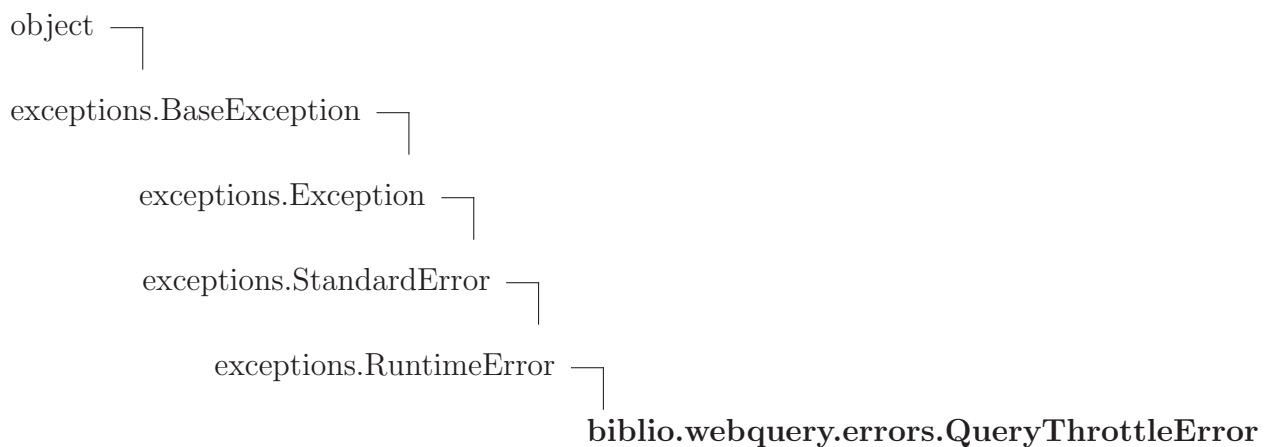 object
exceptions.BaseException
exceptions.Exception
exceptions.StandardError
exceptions.RuntimeError
biblio.webquery.errors.QueryThrottleError